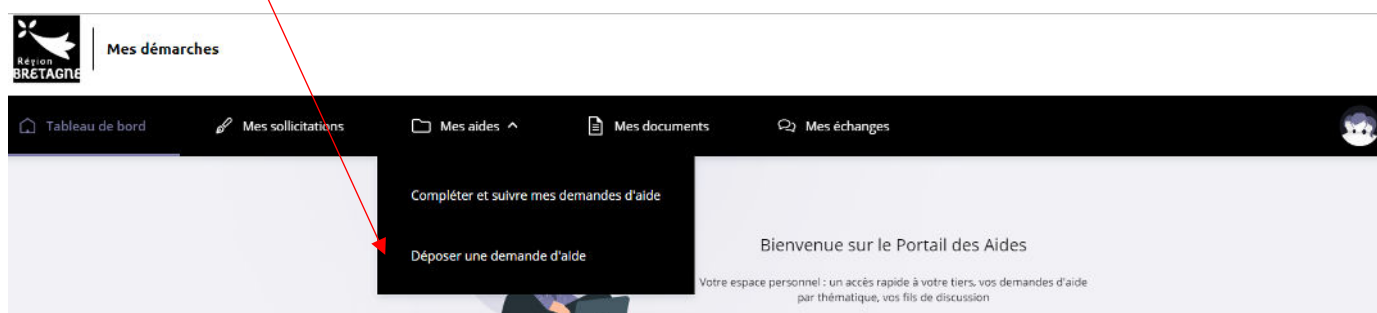 Région
BRETAGNE
Mes démarches
Tableau de bord
Mes sollicitations
Mes aides
Mes documents
Mes échanges
Compléter et suivre mes demandes d'aide
Déposer une demande d'aide
Bienvenue sur le Portail des Aides
Votre espace personnel : un accès rapide à votre tiers, vos demandes d'aide
par thématique, vos fils de discussion